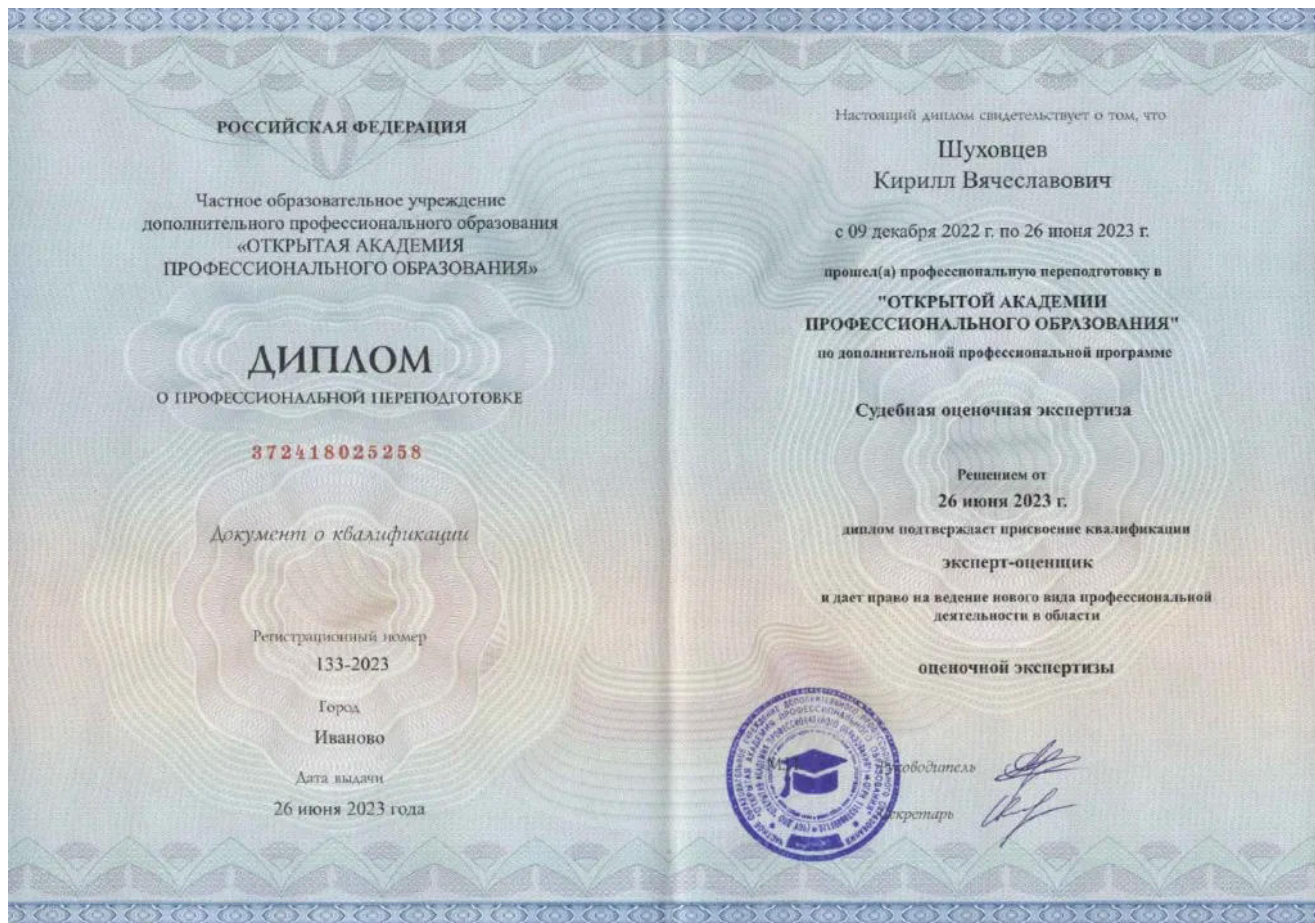 РОССИЙСКАЯ ФЕДЕРАЦИЯ
Частное образовательное учреждение
дополнительного профессионального образования
«ОТКРЫТАЯ АКАДЕМИЯ
ПРОФЕССИОНАЛЬНОГО ОБРАЗОВАНИЯ»
ДИПЛОМ
О ПРОФЕССИОНАЛЬНОЙ ПЕРЕПОДГОТОВКЕ
372418025258
Документ о квалификации
Регистрационный номер
133-2023
Город
Иваново
Дата выдачи
26 июня 2023 года
Настоящий диплом свидетельствует о том, что
Шуховцев
Кирилл Вячеславович
с 09 декабря 2022 г. по 26 июня 2023 г.
прошел(а) профессиональную переподготовку в
"ОТКРЫТОЙ АКАДЕМИИ
ПРОФЕССИОНАЛЬНОГО ОБРАЗОВАНИЯ"
по дополнительной профессиональной программе
Судебная оценочная экспертиза
Решением от
26 июня 2023 г.
диплом подтверждает присвоение квалификации
эксперт-оценщик
и дает право на ведение нового вида профессиональной
деятельности в области
оценочной экспертизы
М.П.
Руководитель
Секретарь